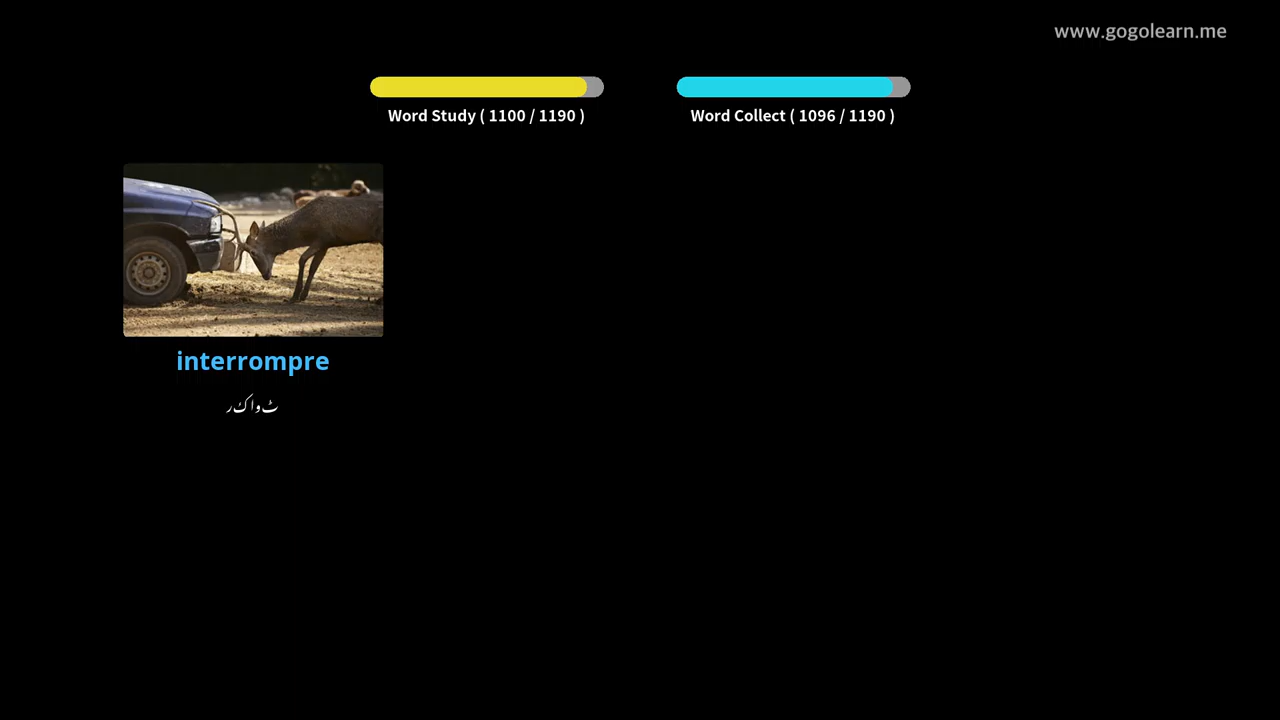 www.gogolearn.me
Word Study ( 1100 / 1190 )
Word Collect ( 1096 / 1190 )
interrompre
ٹواکر